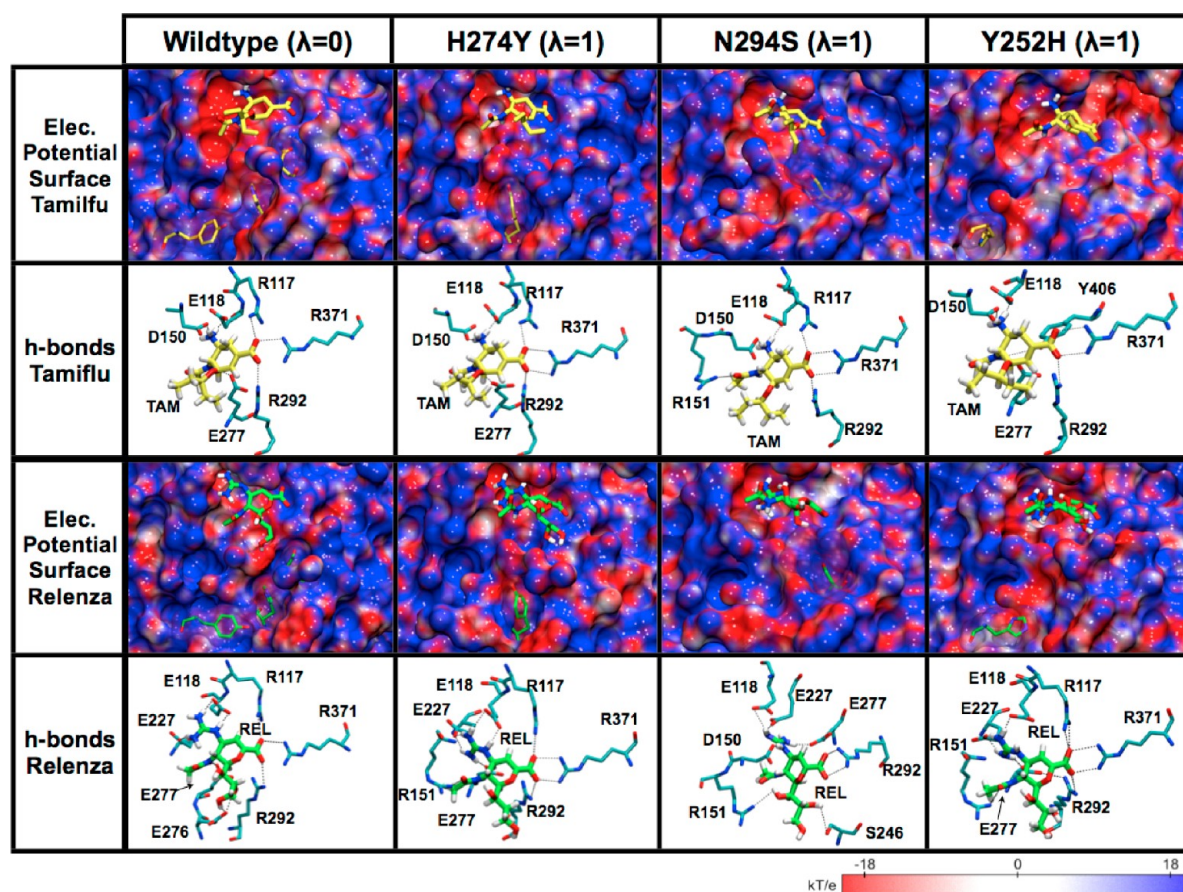 Wildtype (λ=0)
H274Y (λ=1)
N294S (λ=1)
Y252H (λ=1)
Elec.
Potential
Surface
Tamilfu
h-bonds
Tamiflu
R117
E118
R371
D150
TAM
R292
E277
E118
R117
R371
D150
TAM
R292
E277
E118
R117
D150
R371
R151
R292
TAM
E118
D150
Y406
R371
TAM
E277
R292
Elec.
Potential
Surface
Relenza
h-bonds
Relenza
E118
R117
E227
REL
R371
E277
E276
R292
E118
R117
E227
REL
R371
R151
R292
E277
E118
E227
E277
D150
R292
REL
R151
S246
E118
R117
E227
REL
R371
R151
R292
E277
-18
0
18
kT/e